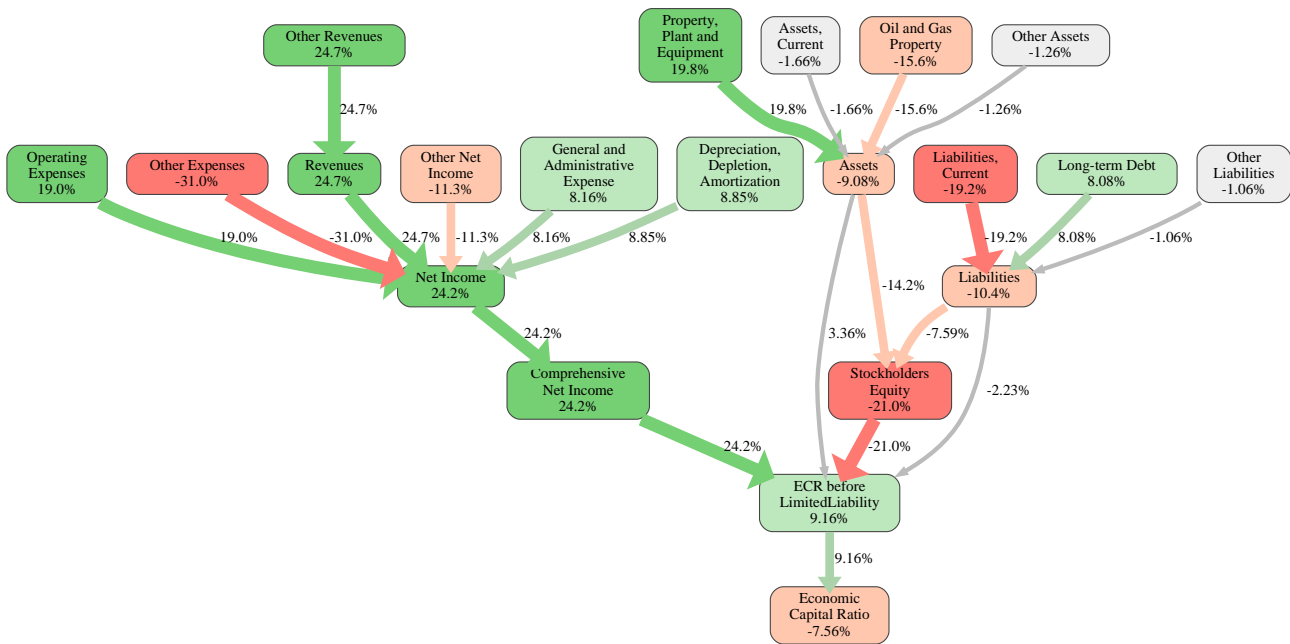 Other Revenues
24.7%
Property,
Plant and
Equipment
19.8%
Assets,
Current
-1.66%
Oil and Gas
Property
-15.6%
Other Assets
-1.26%
24.7%
19.8%
-1.66%
-15.6%
-1.26%
Operating
Expenses
19.0%
Other Expenses
-31.0%
Revenues
24.7%
Other Net
Income
-11.3%
General and
Administrative
Expense
8.16%
Depreciation,
Depletion,
Amortization
8.85%
Assets
-9.08%
Liabilities,
Current
-19.2%
Long-term Debt
8.08%
Other
Liabilities
-1.06%
19.0%
-31.0%
24.7%
-11.3%
8.16%
8.85%
-19.2%
8.08%
-1.06%
Net Income
24.2%
Liabilities
-10.4%
24.2%
3.36%
-14.2%
-7.59%
-2.23%
Comprehensive
Net Income
24.2%
Stockholders
Equity
-21.0%
24.2%
-21.0%
ECR before
LimitedLiability
9.16%
9.16%
Economic
Capital Ratio
-7.56%